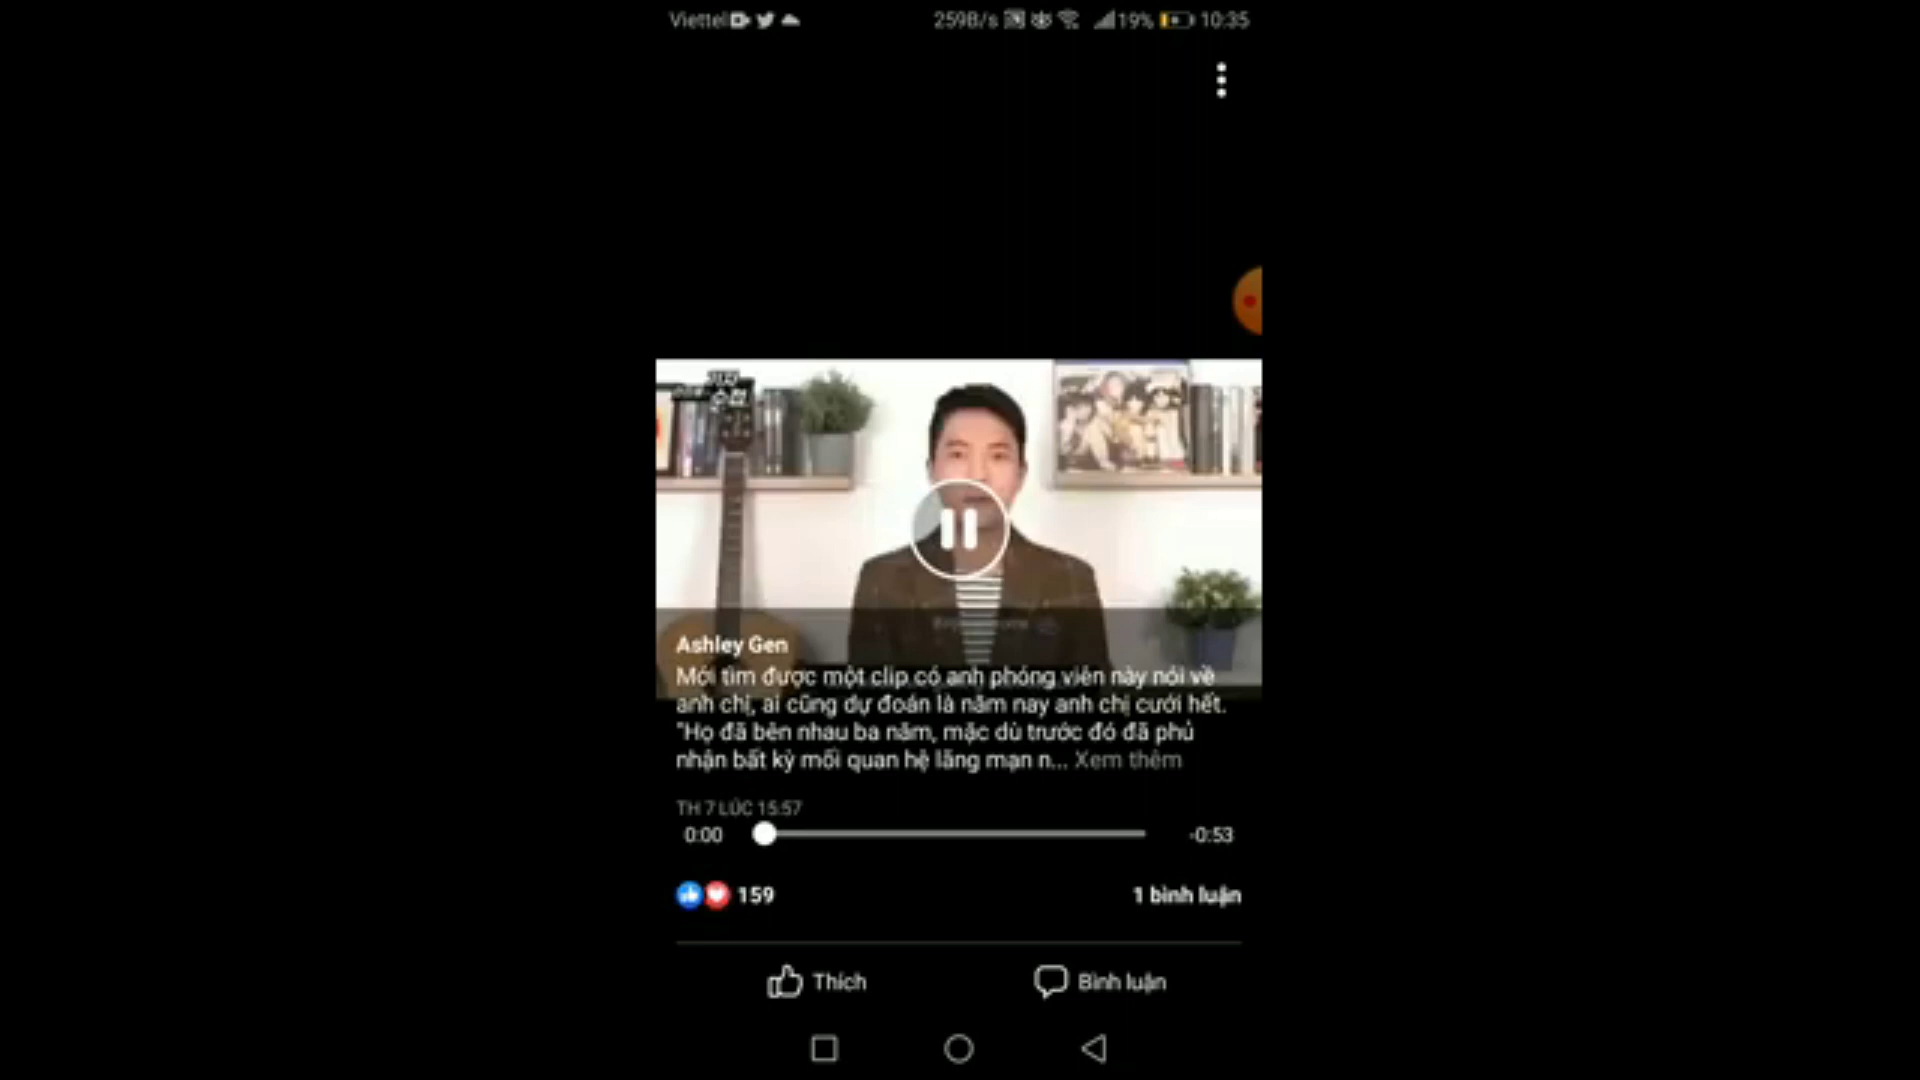 Viettel 259B/s 19% 10:35
Ashley Gen
Mới tìm được một clip có anh phóng viên này nói về
anh chị, ai cũng dự đoán là năm nay anh chị cưới hết.
"Họ đã bên nhau ba năm, mặc dù trước đó đã phủ
nhận bất kỳ mối quan hệ lãng mạn n... Xem thêm
TH 7 LÚC 15:57
0:00 -0:53
159 1 bình luận
Thích Bình luận